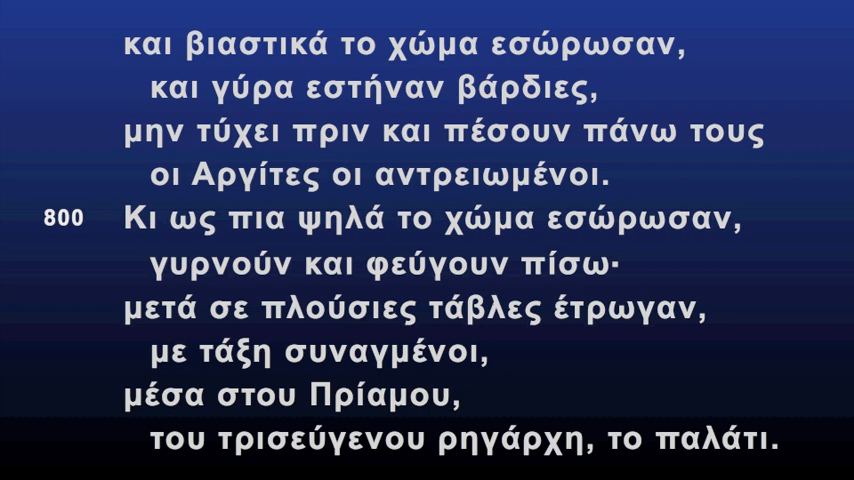 και βιαστικά το χώμα εσώρωσαν,
και γύρα εστήναν βάρδιες,
μην τύχει πριν και πέσουν πάνω τους
οι Αργίτες οι αντρειωμένοι.
800 Κι ως πια ψηλά το χώμα εσώρωσαν,
γυρνούν και φεύγουν πίσω·
μετά σε πλούσιες τάβλες έτρωγαν,
με τάξη συναγμένοι,
μέσα στου Πρίαμου,
του τρισεύγενου ρηγάρχη, το παλάτι.